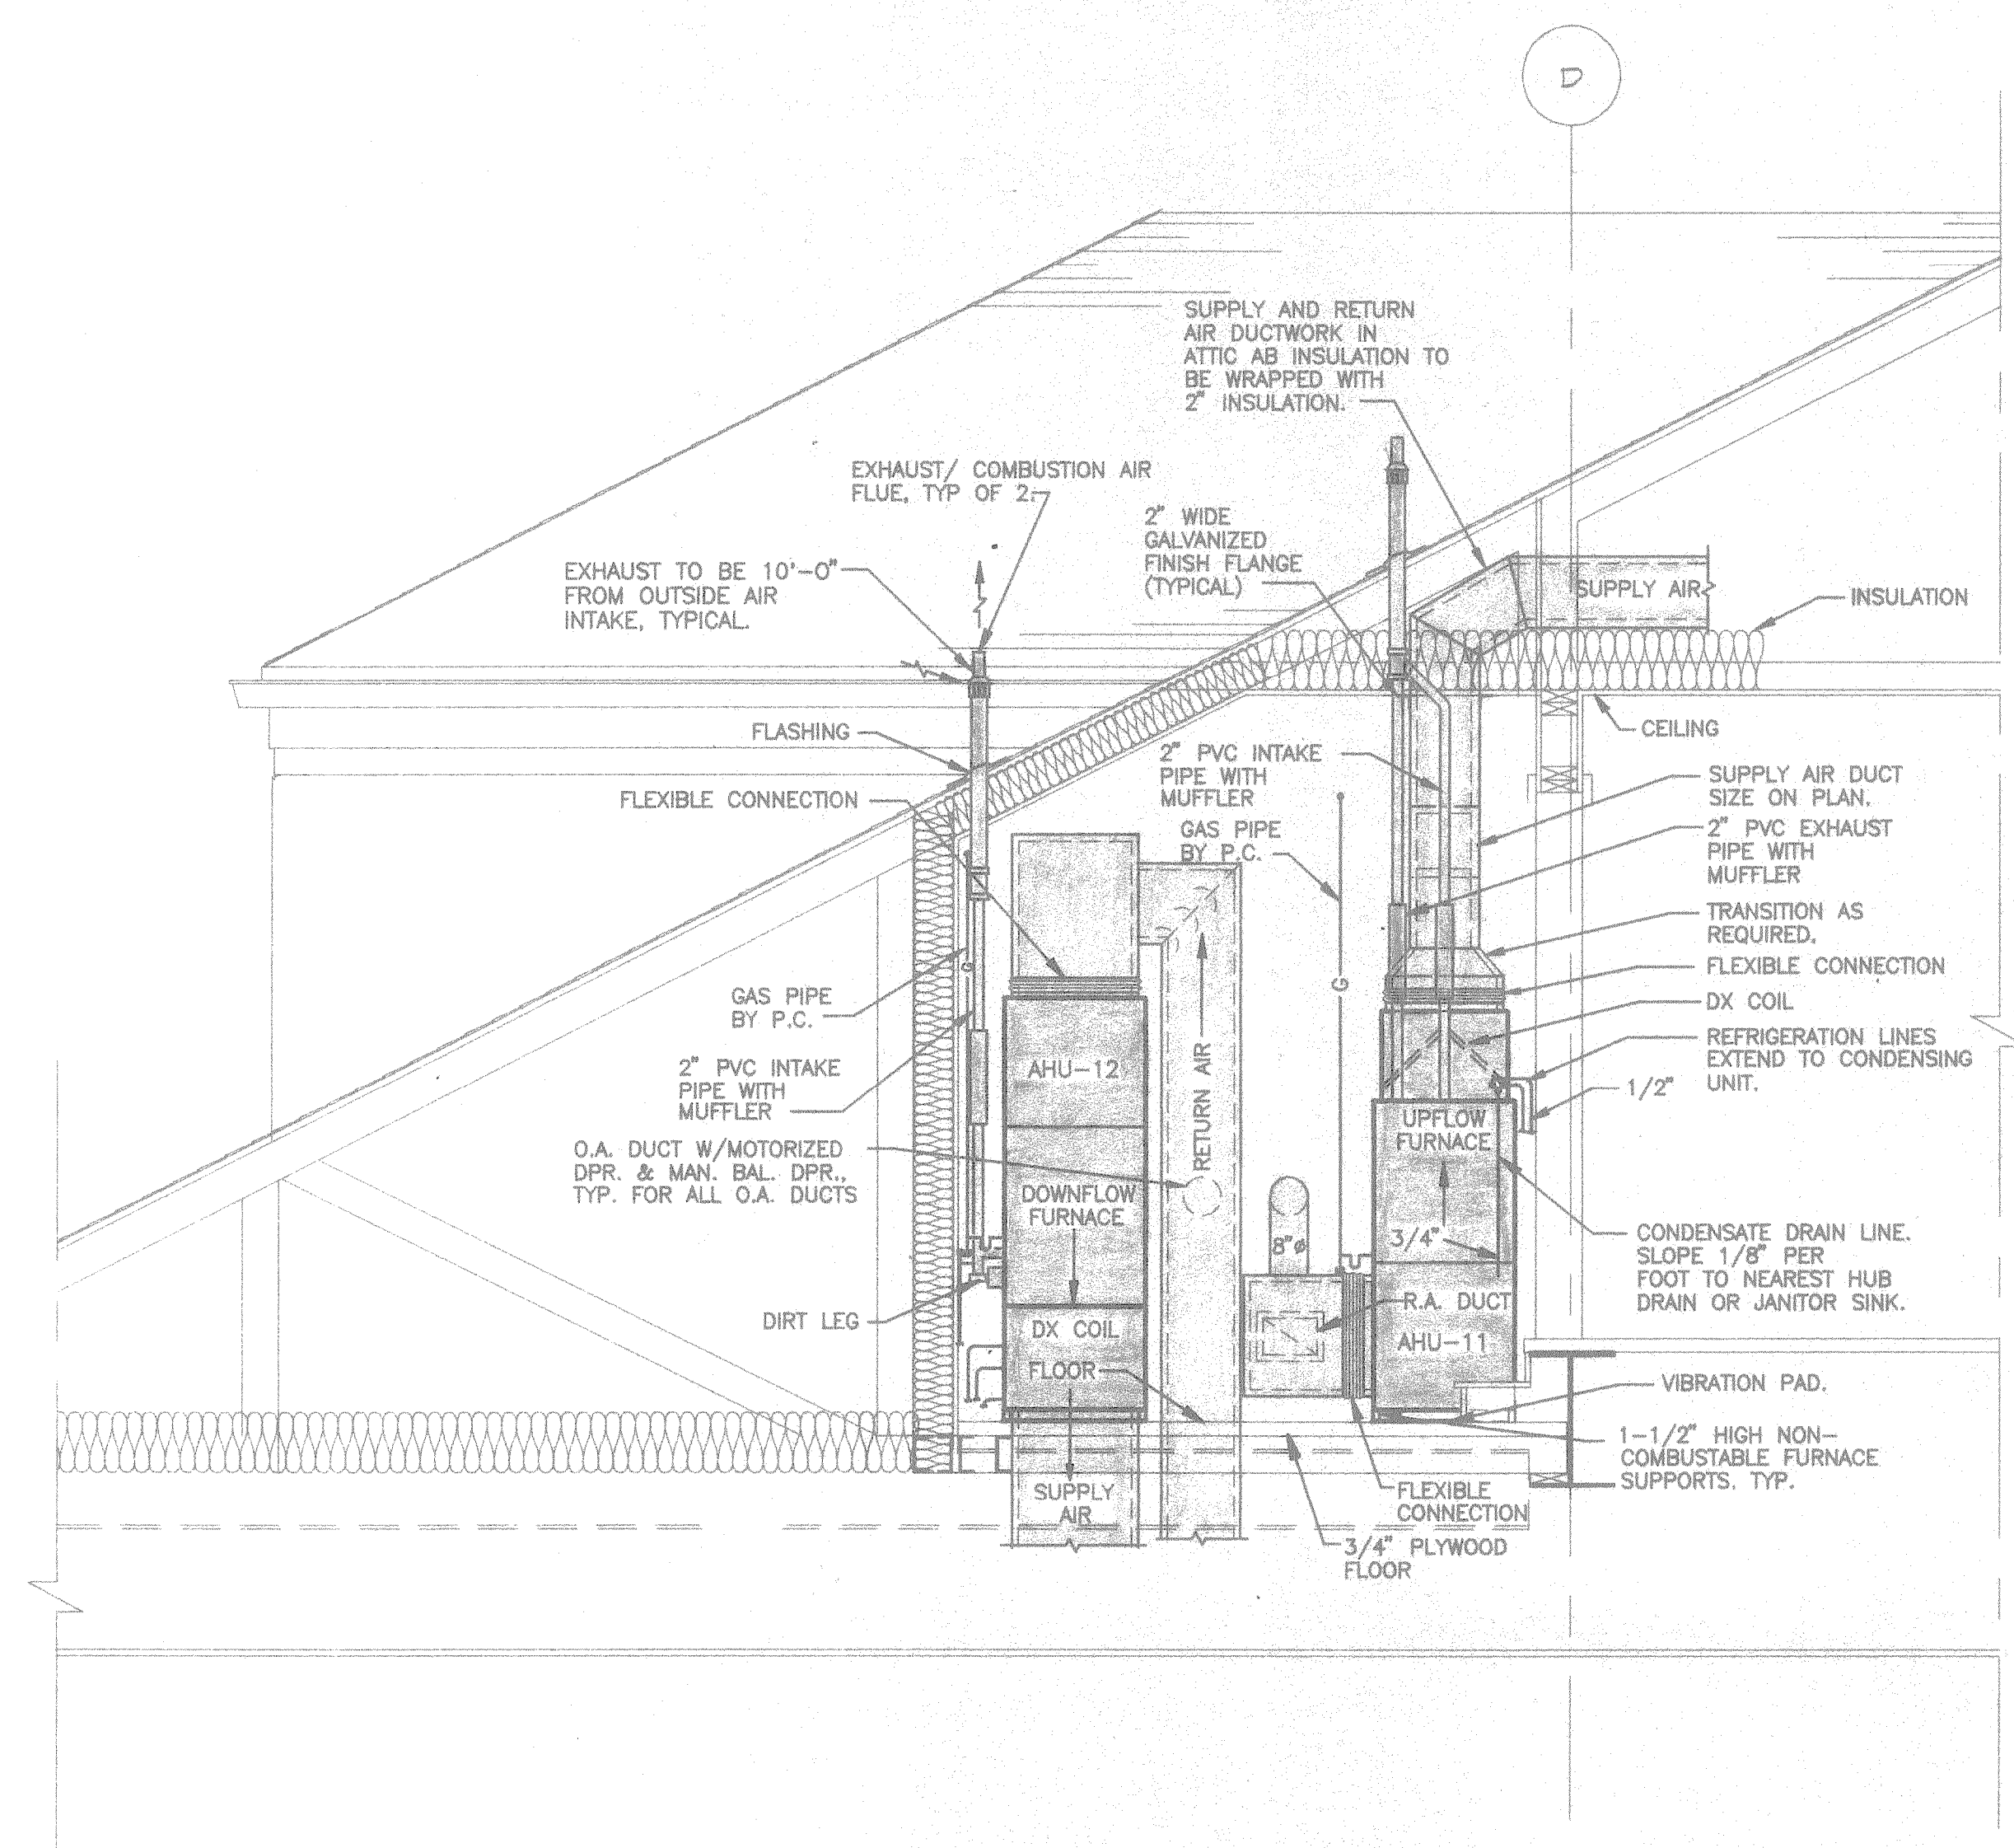 D
SUPPLY AND RETURN
AIR DUCTWORK IN
ATTIC AB INSULATION TO
BE WRAPPED WITH
2" INSULATION.
EXHAUST/ COMBUSTION AIR
FLUE, TYP OF 2.
2" WIDE
GALVANIZED
FINISH FLANGE
(TYPICAL)
EXHAUST TO BE 10'-0"
FROM OUTSIDE AIR
INTAKE, TYPICAL.
SUPPLY AIR
INSULATION
FLASHING
CEILING
FLEXIBLE CONNECTION
2" PVC INTAKE
PIPE WITH
MUFFLER
GAS PIPE
BY P.C.
SUPPLY AIR DUCT
SIZE ON PLAN.
2" PVC EXHAUST
PIPE WITH
MUFFLER
TRANSITION AS
REQUIRED.
FLEXIBLE CONNECTION
DX COIL
REFRIGERATION LINES
EXTEND TO CONDENSING
UNIT.
1/2"
G
G
GAS PIPE
BY P.C.
2" PVC INTAKE
PIPE WITH
MUFFLER
O.A. DUCT W/MOTORIZED
DPR. & MAN. BAL. DPR.,
TYP. FOR ALL O.A. DUCTS
DIRT LEG
AHU-12
DOWNFLOW
FURNACE
DX COIL
FLOOR
SUPPLY
AIR
RETURN AIR
8"ø
UPFLOW
FURNACE
3/4"
R.A. DUCT
AHU-11
CONDENSATE DRAIN LINE.
SLOPE 1/8" PER
FOOT TO NEAREST HUB
DRAIN OR JANITOR SINK.
VIBRATION PAD.
1-1/2" HIGH NON-
COMBUSTABLE FURNACE
SUPPORTS. TYP.
FLEXIBLE
CONNECTION
3/4" PLYWOOD
FLOOR